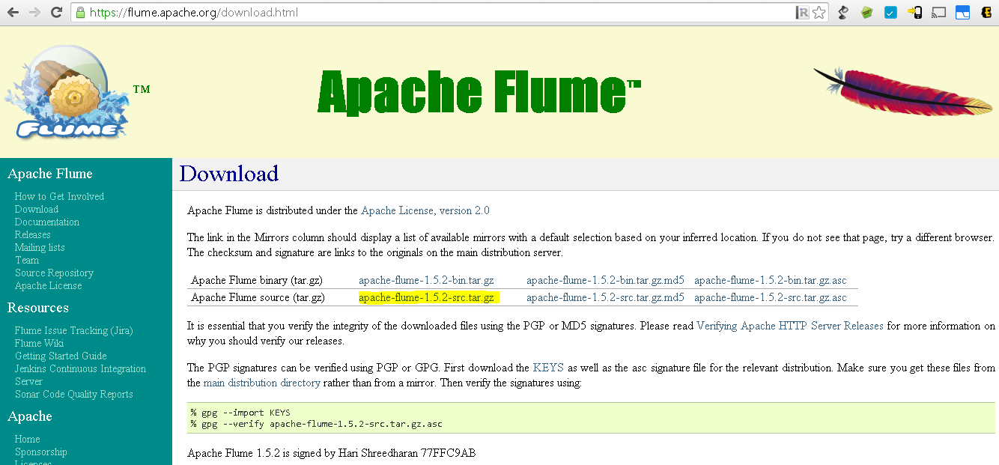 https://flume.apache.org/download.html
FLUME
TM
Apache Flume™
Apache Flume
How to Get Involved
Download
Documentation
Releases
Mailing lists
Team
Source Repository
Apache License
Resources
Flume Issue Tracking (Jira)
Flume Wiki
Getting Started Guide
Jenkins Continuous Integration
Server
Sonar Code Quality Reports
Apache
Home
Sponsorship
Licenses
Download
Apache Flume is distributed under the Apache License, version 2.0
The link in the Mirrors column should display a list of available mirrors with a default selection based on your inferred location. If you do not see that page, try a different browser.
The checksum and signature are links to the originals on the main distribution server.
Apache Flume binary (tar.gz) apache-flume-1.5.2-bin.tar.gz apache-flume-1.5.2-bin.tar.gz.md5 apache-flume-1.5.2-bin.tar.gz.asc
Apache Flume source (tar.gz) apache-flume-1.5.2-src.tar.gz apache-flume-1.5.2-src.tar.gz.md5 apache-flume-1.5.2-src.tar.gz.asc
It is essential that you verify the integrity of the downloaded files using the PGP or MD5 signatures. Please read Verifying Apache HTTP Server Releases for more information on
why you should verify our releases.
The PGP signatures can be verified using PGP or GPG. First download the KEYS as well as the asc signature file for the relevant distribution. Make sure you get these files from
the main distribution directory rather than from a mirror. Then verify the signatures using:
% gpg --import KEYS
% gpg --verify apache-flume-1.5.2-src.tar.gz.asc
Apache Flume 1.5.2 is signed by Hari Shreedharan 77FFC9AB